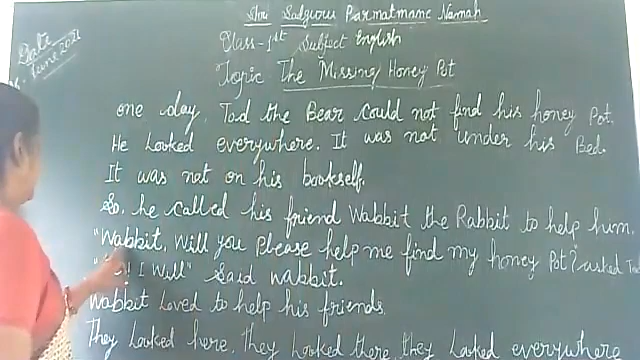 Shri Sadguru Parmatmane Namah
Date
June 2021
Class-1st Subject English
Topic The Missing Honey Pot
one day, Tod the Bear could not find his honey Pot.
He Looked everywhere. It was not under his Bed.
It was not on his bookself.
So, he called his friend Wabbit the Rabbit to help him.
"Wabbit, will you Please help me find my honey Pot?" asked
I Will" Said wabbit.
Wabbit Loved to help his friends.
They Looked here, they Looked there, they Looked everywhere